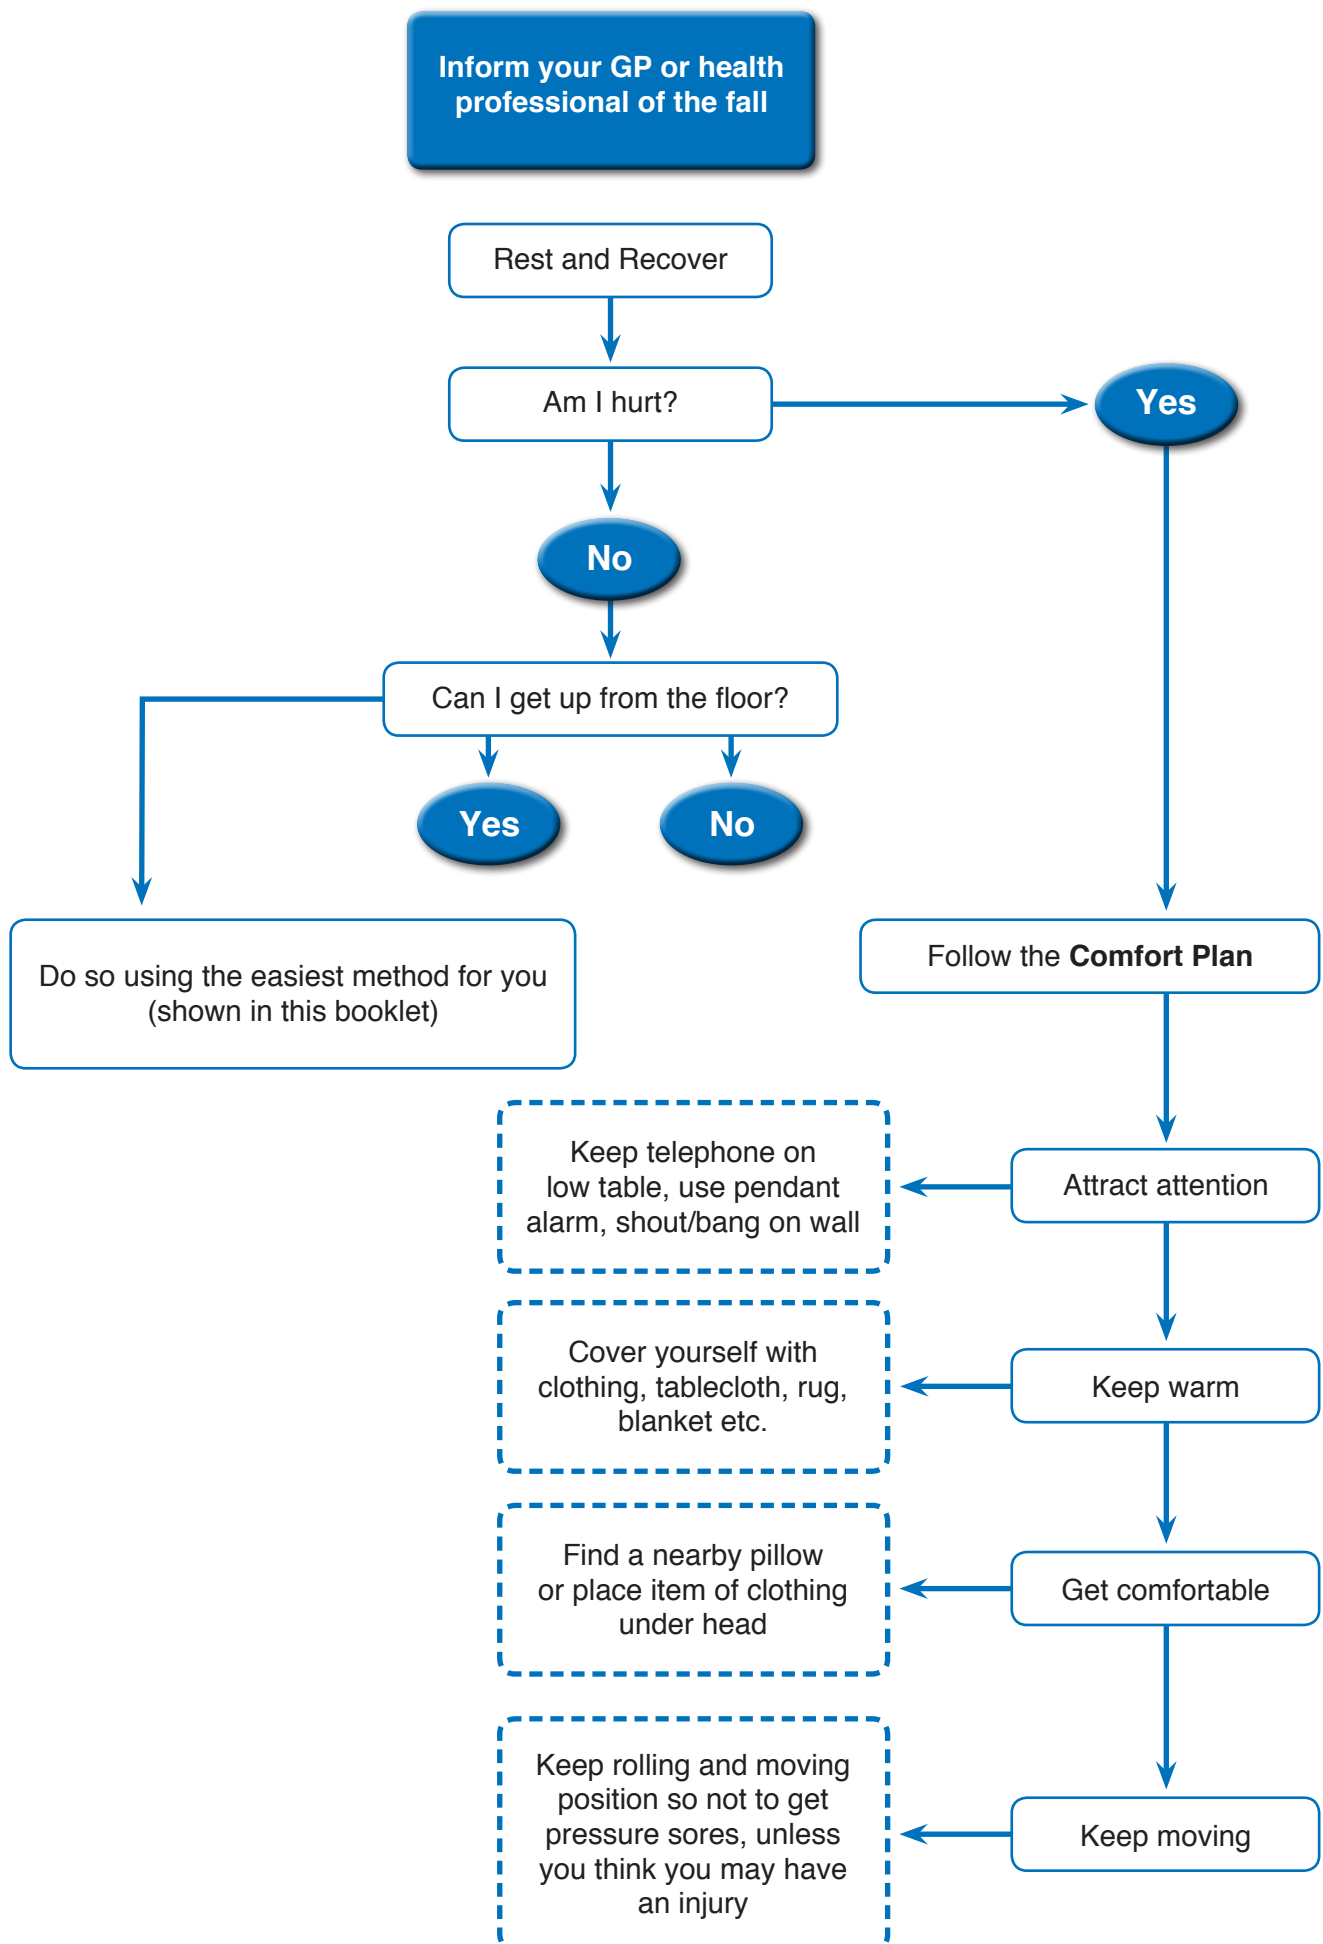 Inform your GP or health
professional of the fall
Rest and Recover
Am I hurt?
Yes
No
Can I get up from the floor?
Yes
No
Do so using the easiest method for you
(shown in this booklet)
Follow the Comfort Plan
Keep telephone on
low table, use pendant
alarm, shout/bang on wall
Attract attention
Cover yourself with
clothing, tablecloth, rug,
blanket etc.
Keep warm
Find a nearby pillow
or place item of clothing
under head
Get comfortable
Keep rolling and moving
position so not to get
pressure sores, unless
you think you may have
an injury
Keep moving